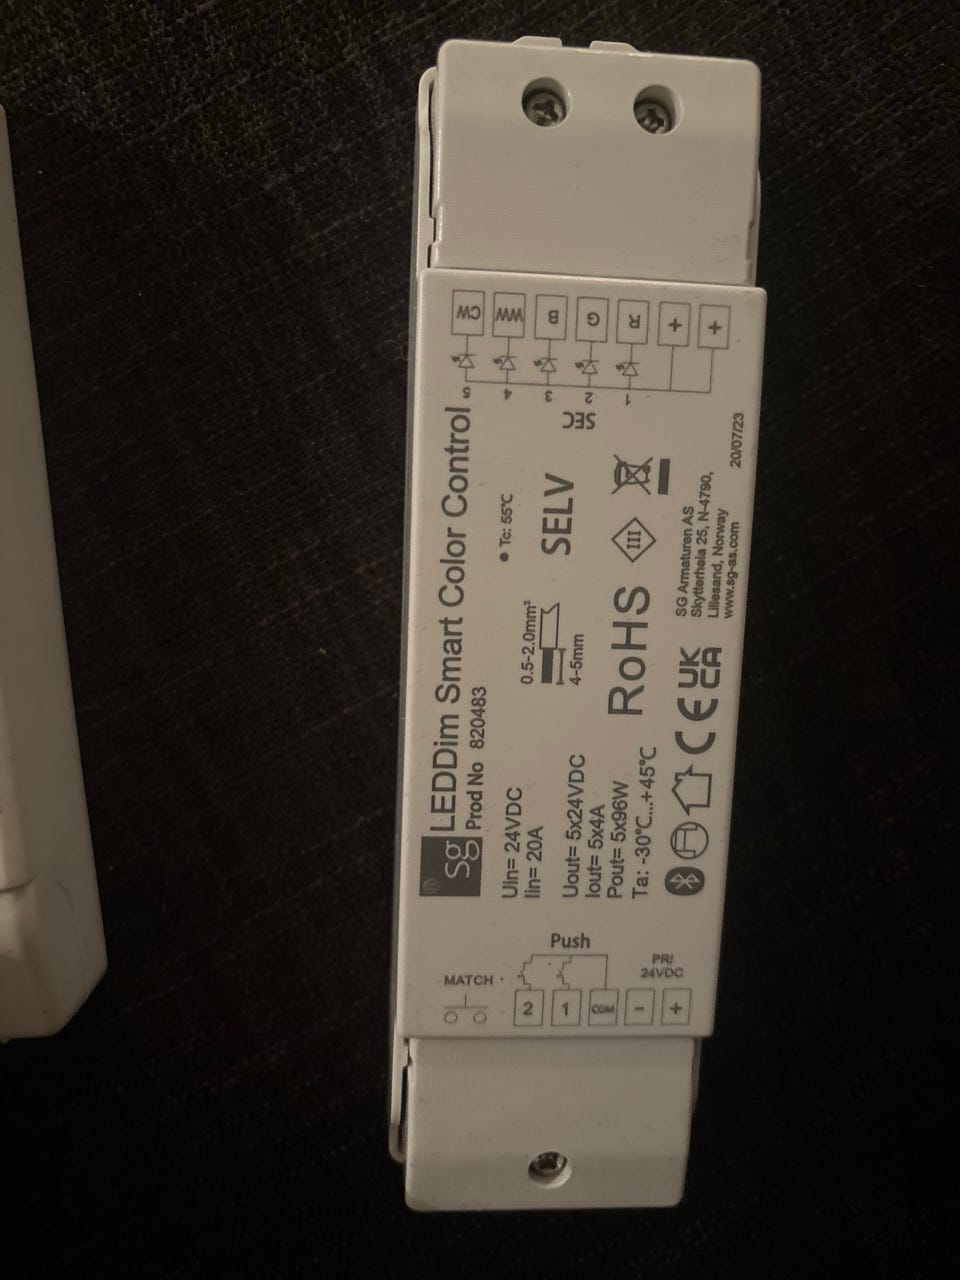 sg®
LEDDim Smart Color Control
Prod No 820483
Uin= 24VDC
Iin= 20A
Uout= 5x24VDC
Iout= 5x4A
Pout= 5x96W
Ta: -30°C...+45°C
0.5-2.0mm²
4-5mm
Tc: 55°C
SELV
RoHS
III
CE
UK
CA
SG Armaturen AS
Skytterheia 25, N-4790,
Lillesand, Norway
www.sg-as.com
20/07/23
MATCH
Push
PRI
24VDC
2 1 COM - +
SEC
1 2 3 4 5
+ + R G B WW CW